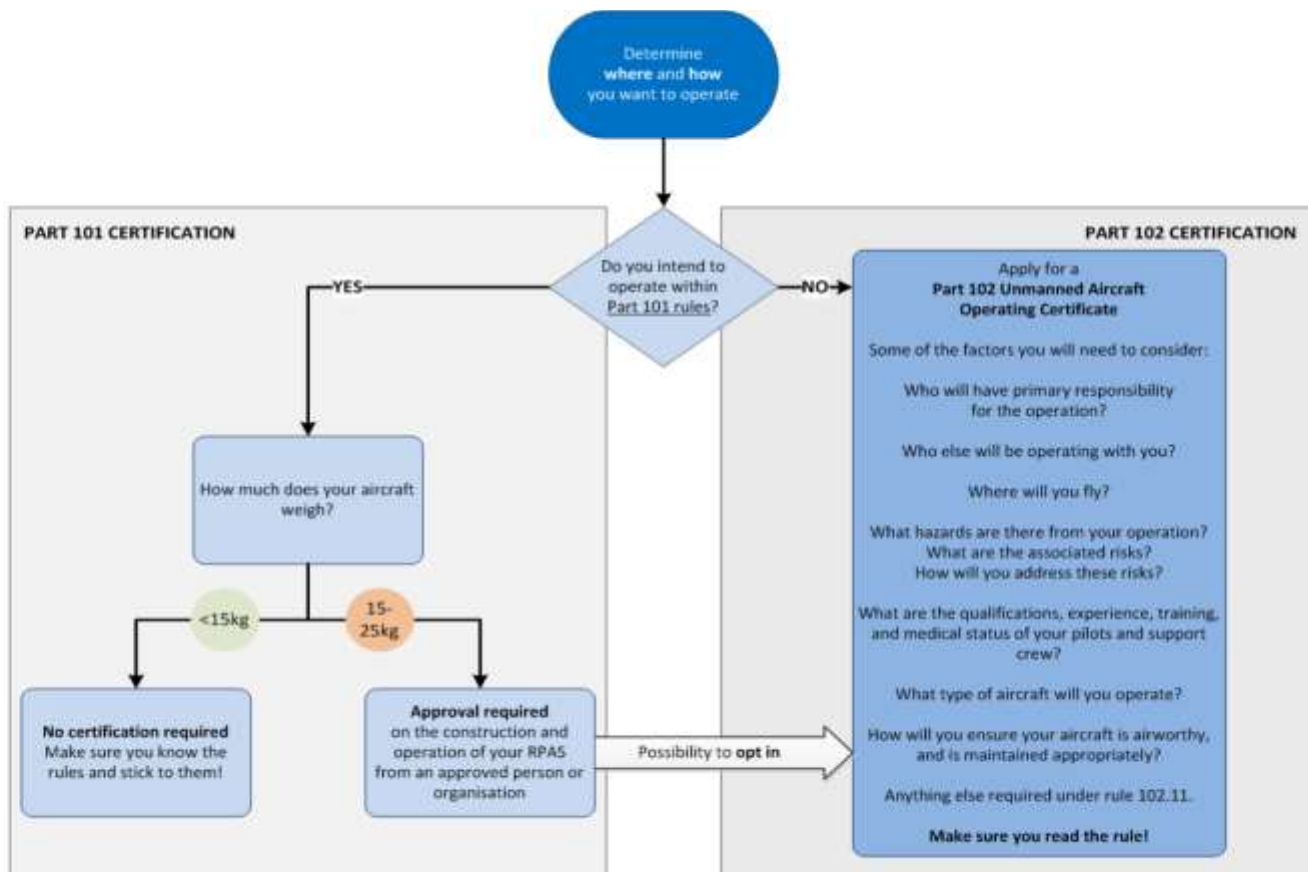 Determine
where and how
you want to operate
PART 101 CERTIFICATION
PART 102 CERTIFICATION
Do you intend to
operate within
Part 101 rules?
YES
NO
How much does your aircraft
weigh?
<15kg
15-
25kg
No certification required
Make sure you know the
rules and stick to them!
Approval required
on the construction and
operation of your RPAS
from an approved person or
organisation
Possibility to opt in
Apply for a
Part 102 Unmanned Aircraft
Operating Certificate
Some of the factors you will need to consider:
Who will have primary responsibility
for the operation?
Who else will be operating with you?
Where will you fly?
What hazards are there from your operation?
What are the associated risks?
How will you address these risks?
What are the qualifications, experience, training,
and medical status of your pilots and support
crew?
What type of aircraft will you operate?
How will you ensure your aircraft is airworthy,
and is maintained appropriately?
Anything else required under rule 102.11.
Make sure you read the rule!